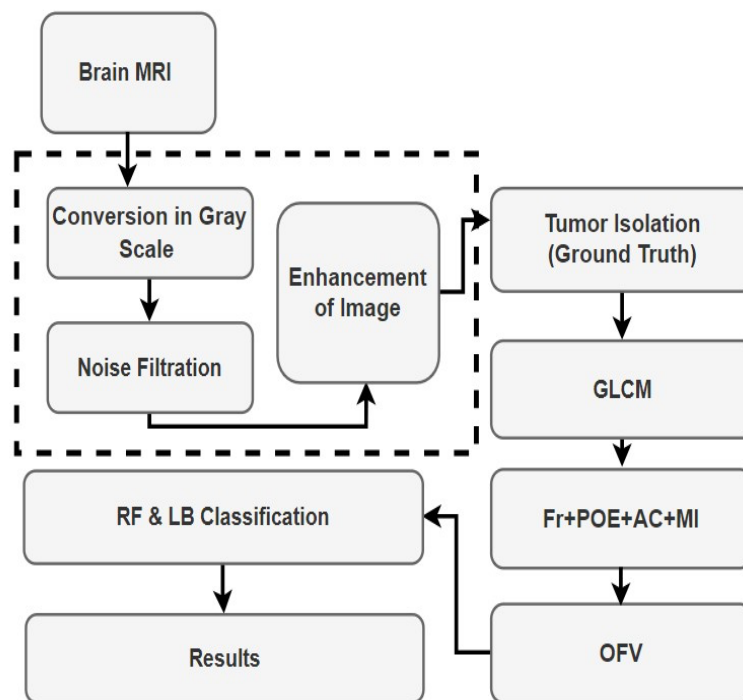 Brain MRI
Conversion in Gray
Scale
Noise Filtration
Enhancement
of Image
Tumor Isolation
(Ground Truth)
GLCM
Fr+POE+AC+MI
OFV
RF & LB Classification
Results